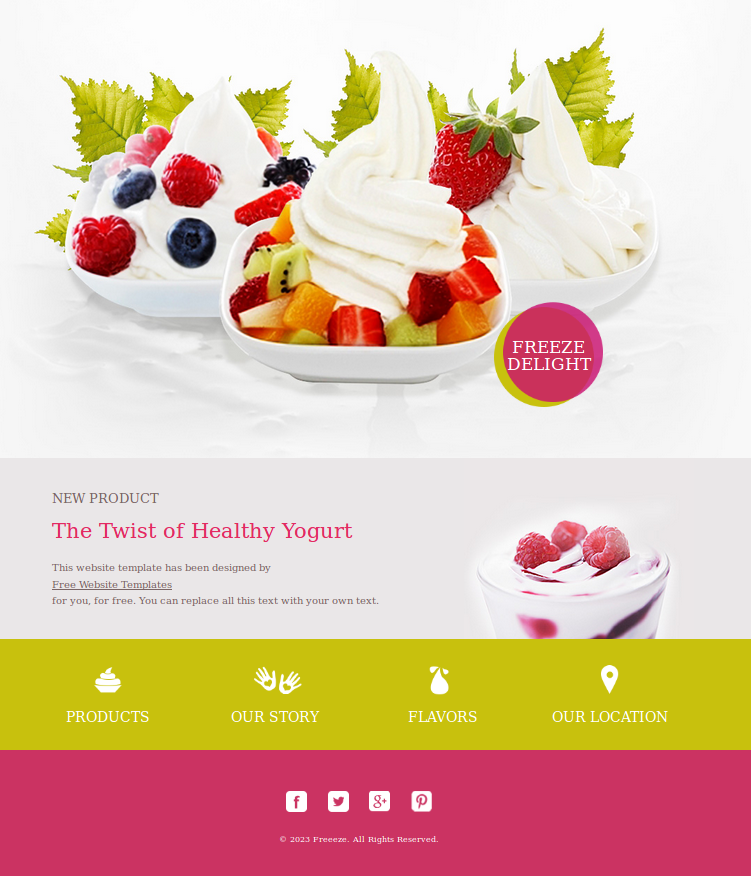 FREEZE
DELIGHT
NEW PRODUCT
The Twist of Healthy Yogurt
This website template has been designed by
Free Website Templates
for you, for free. You can replace all this text with your own text.
PRODUCTS
OUR STORY
FLAVORS
OUR LOCATION
© 2023 Freeeze. All Rights Reserved.